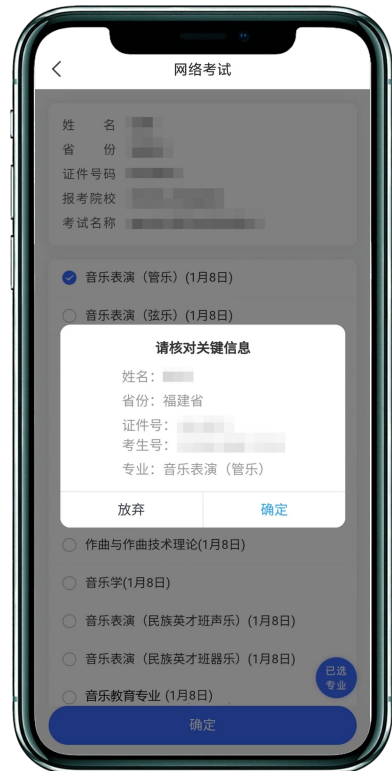 网络考试
姓 名
省 份
证件号码
报考院校
考试名称
音乐表演（管乐）(1月8日)
音乐表演（弦乐）(1月8日)
请核对关键信息
姓名：
省份：福建省
证件号：
考生号：
专业：音乐表演（管乐）
放弃
确定
作曲与作曲技术理论(1月8日)
音乐学(1月8日)
音乐表演（民族英才班声乐）(1月8日)
音乐表演（民族英才班器乐）(1月8日)
已选
专业
音乐教育专业 (1月8日)
确定